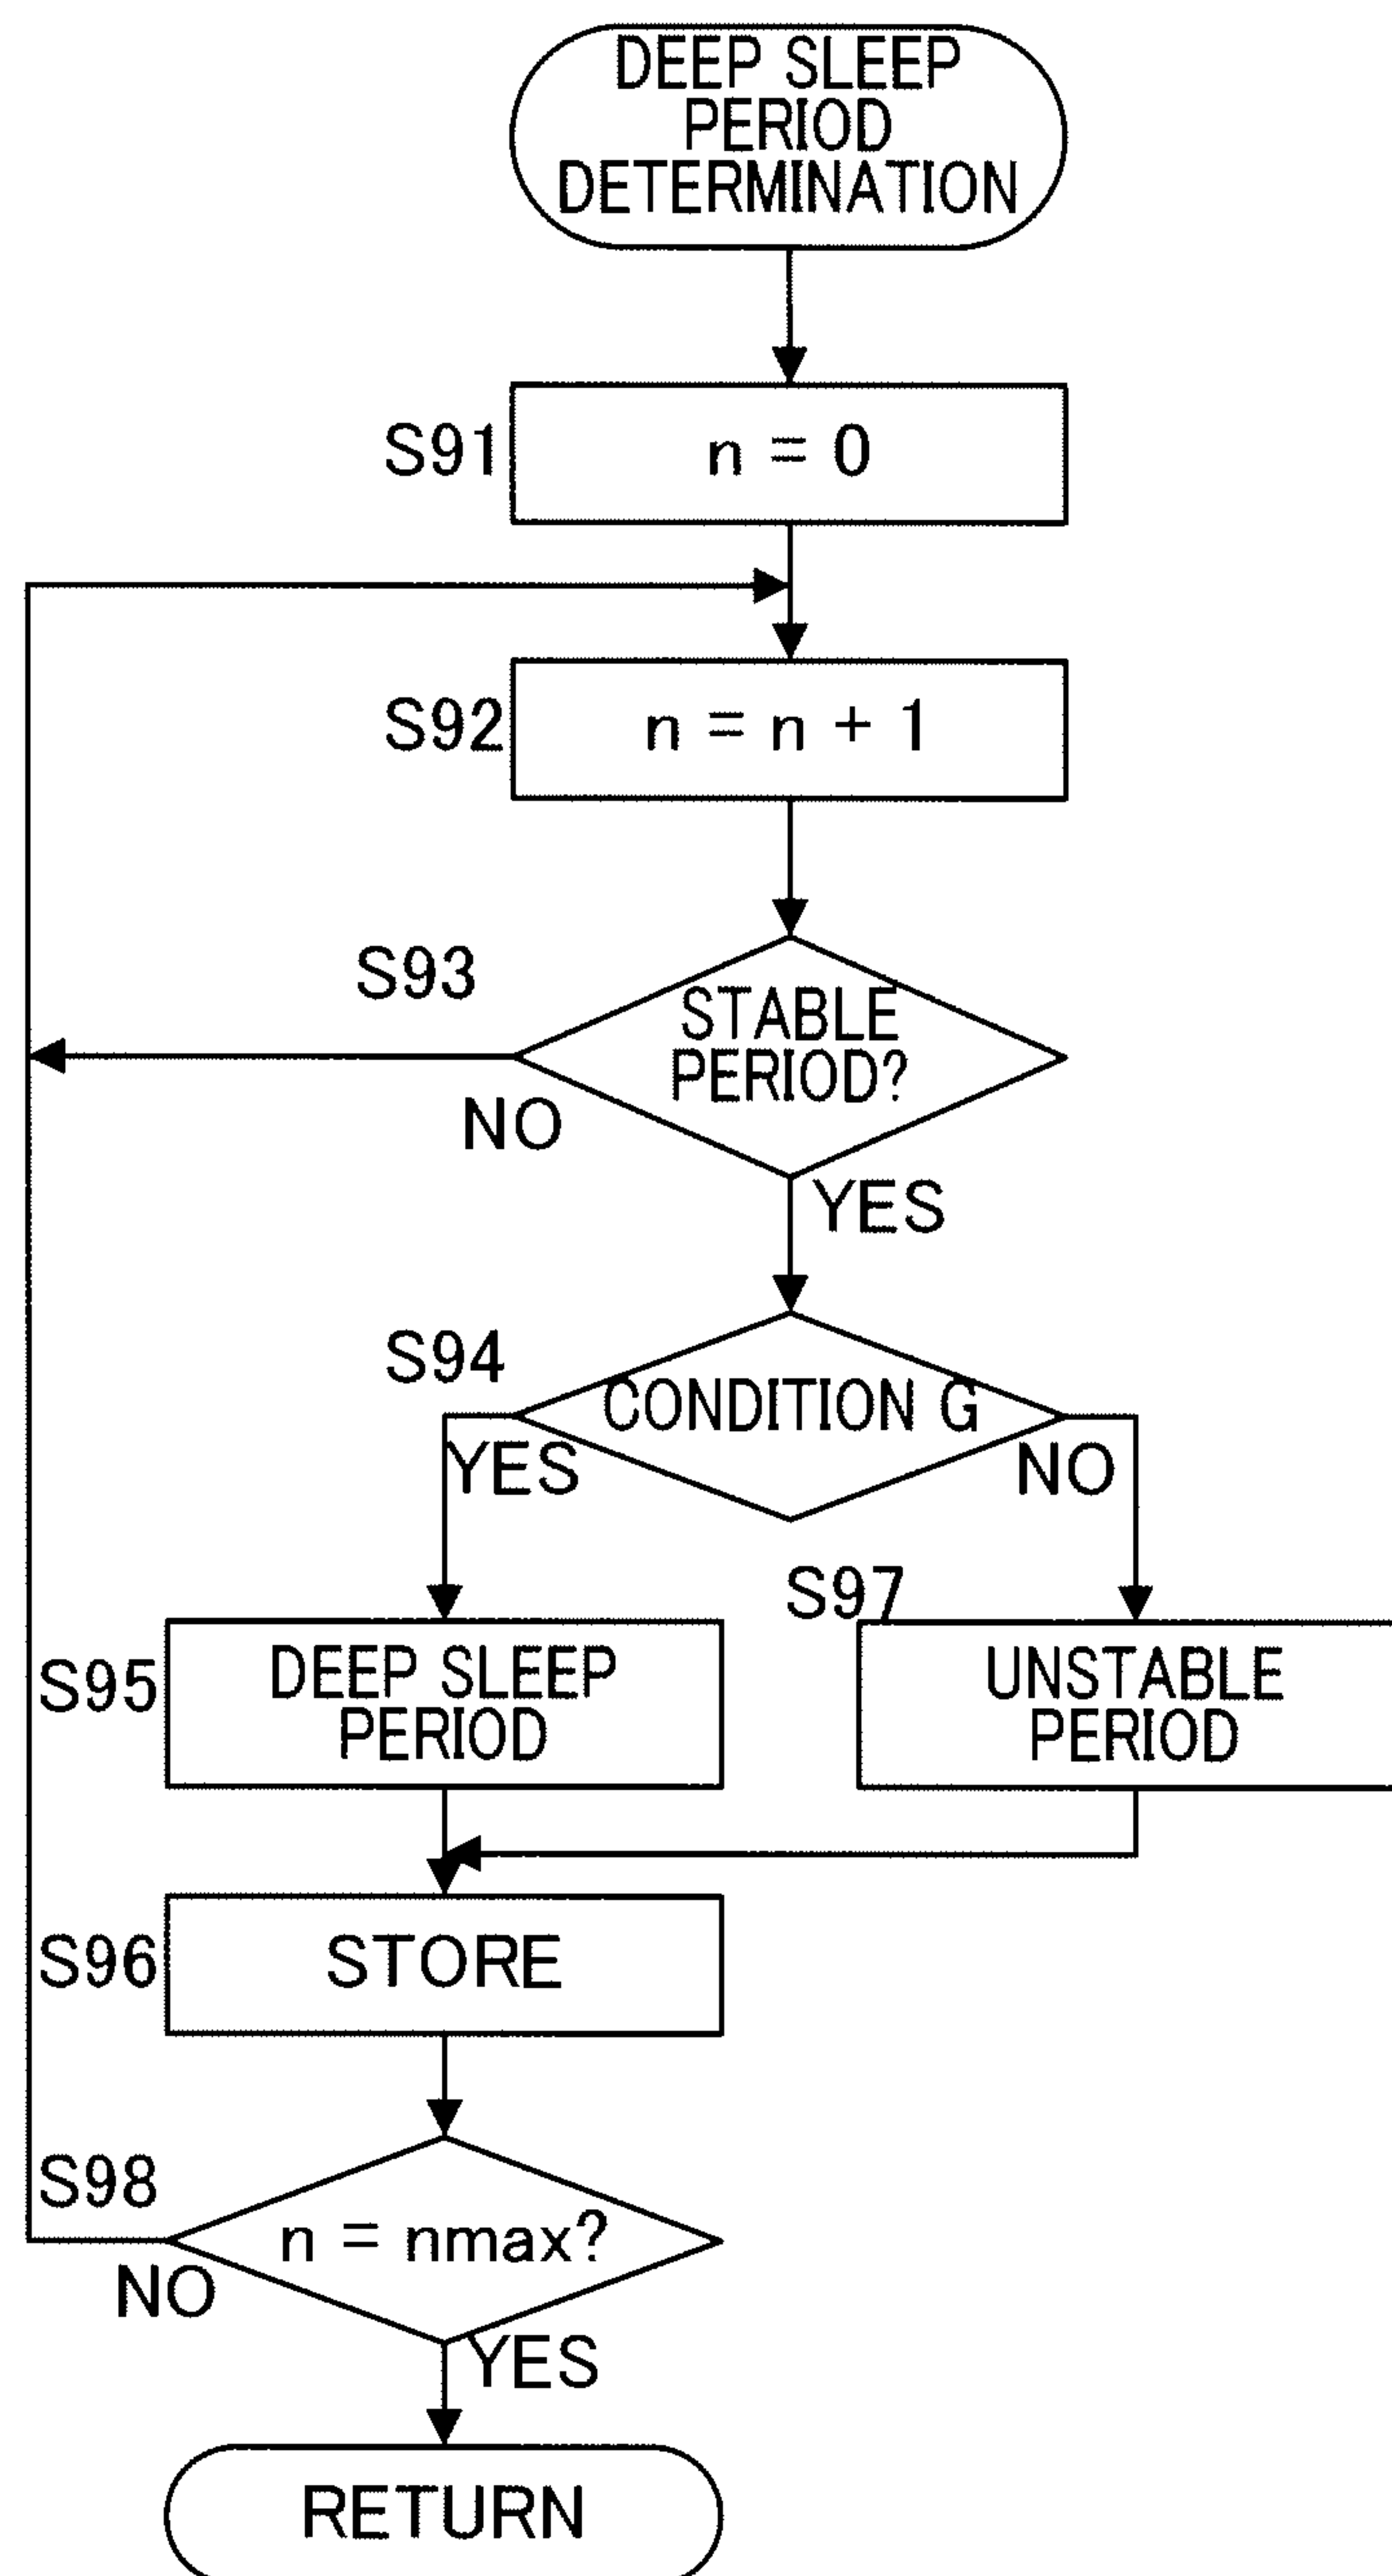 DEEP SLEEP
PERIOD
DETERMINATION
S91
n = 0
S92
n = n + 1
S93
STABLE
PERIOD?
NO
YES
S94
CONDITION G
YES
NO
S97
S95
DEEP SLEEP
PERIOD
UNSTABLE
PERIOD
S96
STORE
S98
n = nmax?
NO
YES
RETURN